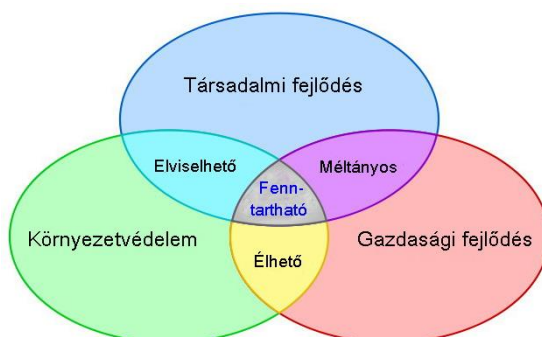 Társadalmi fejlődés
Elviselhető
Méltányos
Fenn-
tartható
Környezetvédelem
Gazdasági fejlődés
Élhető